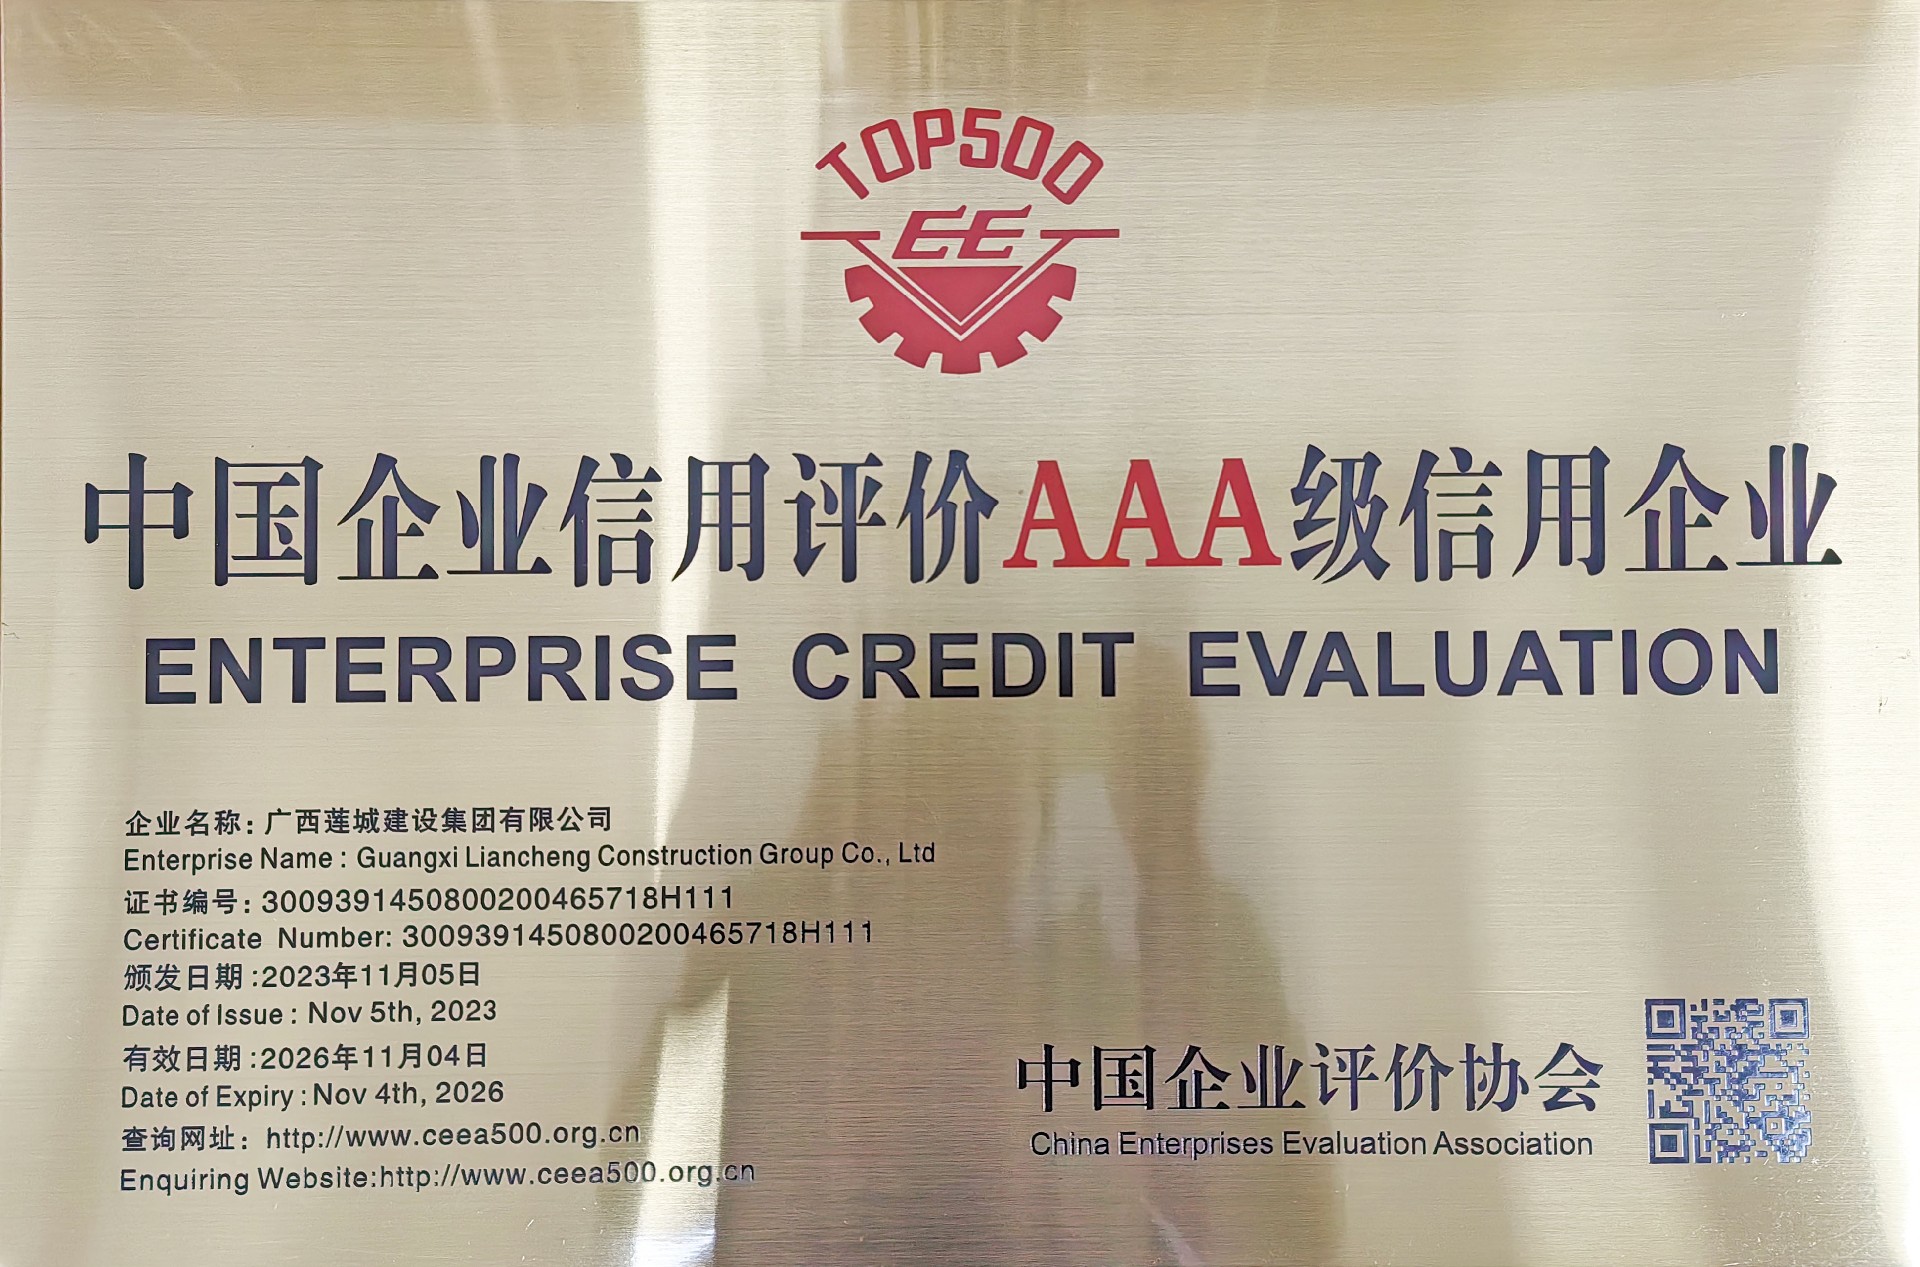 TOP500
EE
中国企业信用评价AAA级信用企业
ENTERPRISE CREDIT EVALUATION
企业名称: 广西莲城建设集团有限公司
Enterprise Name : Guangxi Liancheng Construction Group Co., Ltd
证书编号: 3009391450800200465718H111
Certificate Number: 3009391450800200465718H111
颁发日期 :2023年11月05日
Date of Issue : Nov 5th, 2023
有效日期 :2026年11月04日
Date of Expiry : Nov 4th, 2026
查询网址: http://www.ceea500.org.cn
Enquiring Website:http://www.ceea500.org.cn
中国企业评价协会
China Enterprises Evaluation Association